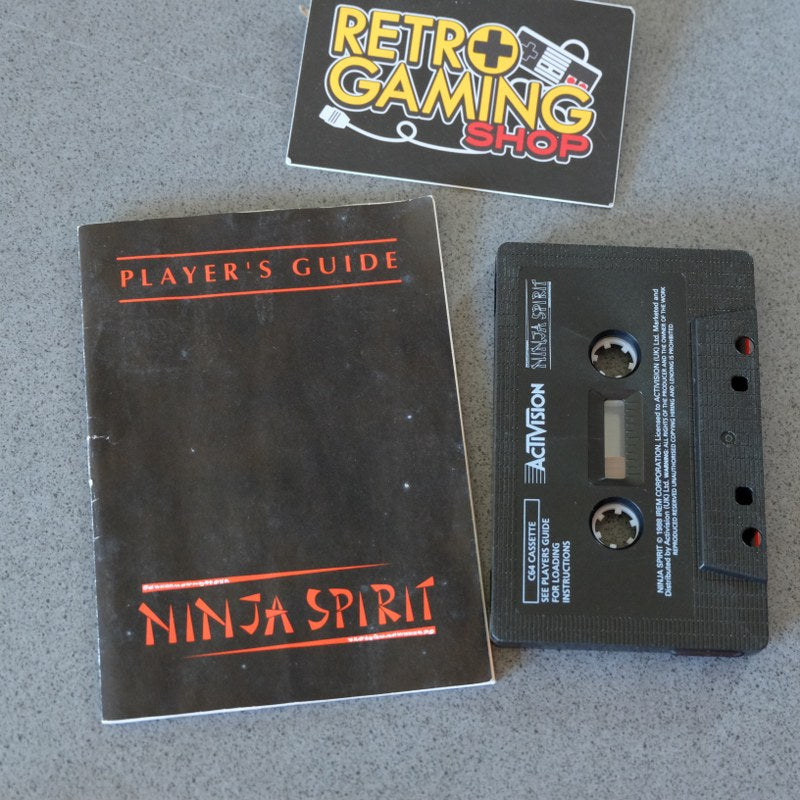 RETRO
GAMING
SHOP
PLAYER'S GUIDE
NINJA SPIRIT
NINJA SPIRIT
ACTIVISION
C64 CASSETTE
SEE PLAYERS GUIDE
FOR LOADING
INSTRUCTIONS
NINJA SPIRIT © 1988 IREM CORPORATION. Licensed to ACTIVISION (UK) Ltd. Marketed and
Distributed by Activision (UK) Ltd. WARNING: ALL RIGHTS OF THE PRODUCER AND THE OWNER OF THE WORK
REPRODUCED RESERVED UNAUTHORISED COPYING HIRING AND LENDING IS PROHIBITED